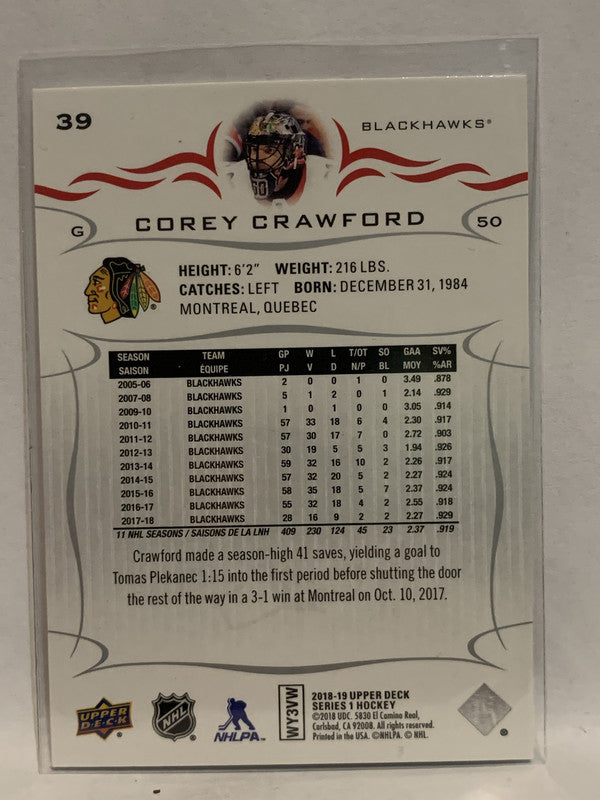 39
BLACKHAWKS®
50
G COREY CRAWFORD 50
HEIGHT: 6'2" WEIGHT: 216 LBS.
CATCHES: LEFT BORN: DECEMBER 31, 1984
MONTREAL, QUEBEC
SEASON TEAM GP W L T/OT SO GAA SV%
SAISON ÉQUIPE PJ V D N/P BL MOY %AR
2005-06 BLACKHAWKS 2 0 0 1 0 3.49 .878
2007-08 BLACKHAWKS 5 1 2 0 1 2.14 .929
2009-10 BLACKHAWKS 1 0 1 0 0 3.05 .914
2010-11 BLACKHAWKS 57 33 18 6 4 2.30 .917
2011-12 BLACKHAWKS 57 30 17 7 0 2.72 .903
2012-13 BLACKHAWKS 30 19 5 5 3 1.94 .926
2013-14 BLACKHAWKS 59 32 16 10 2 2.26 .917
2014-15 BLACKHAWKS 57 32 20 5 2 2.27 .924
2015-16 BLACKHAWKS 58 35 18 5 7 2.37 .924
2016-17 BLACKHAWKS 55 32 18 4 2 2.55 .918
2017-18 BLACKHAWKS 28 16 9 2 2 2.27 .929
11 NHL SEASONS / SAISONS DE LA LNH 409 230 124 45 23 2.37 .919
Crawford made a season-high 41 saves, yielding a goal to
Tomas Plekanec 1:15 into the first period before shutting the door
the rest of the way in a 3-1 win at Montreal on Oct. 10, 2017.
UPPER DECK®
NHL®
NHLPA™
WY3VW
2018-19 UPPER DECK
SERIES 1 HOCKEY
©2018 UDC. 5830 El Camino Real,
Carlsbad, CA 92008. All rights reserved.
Printed in the USA. ©NHLPA. © NHL.